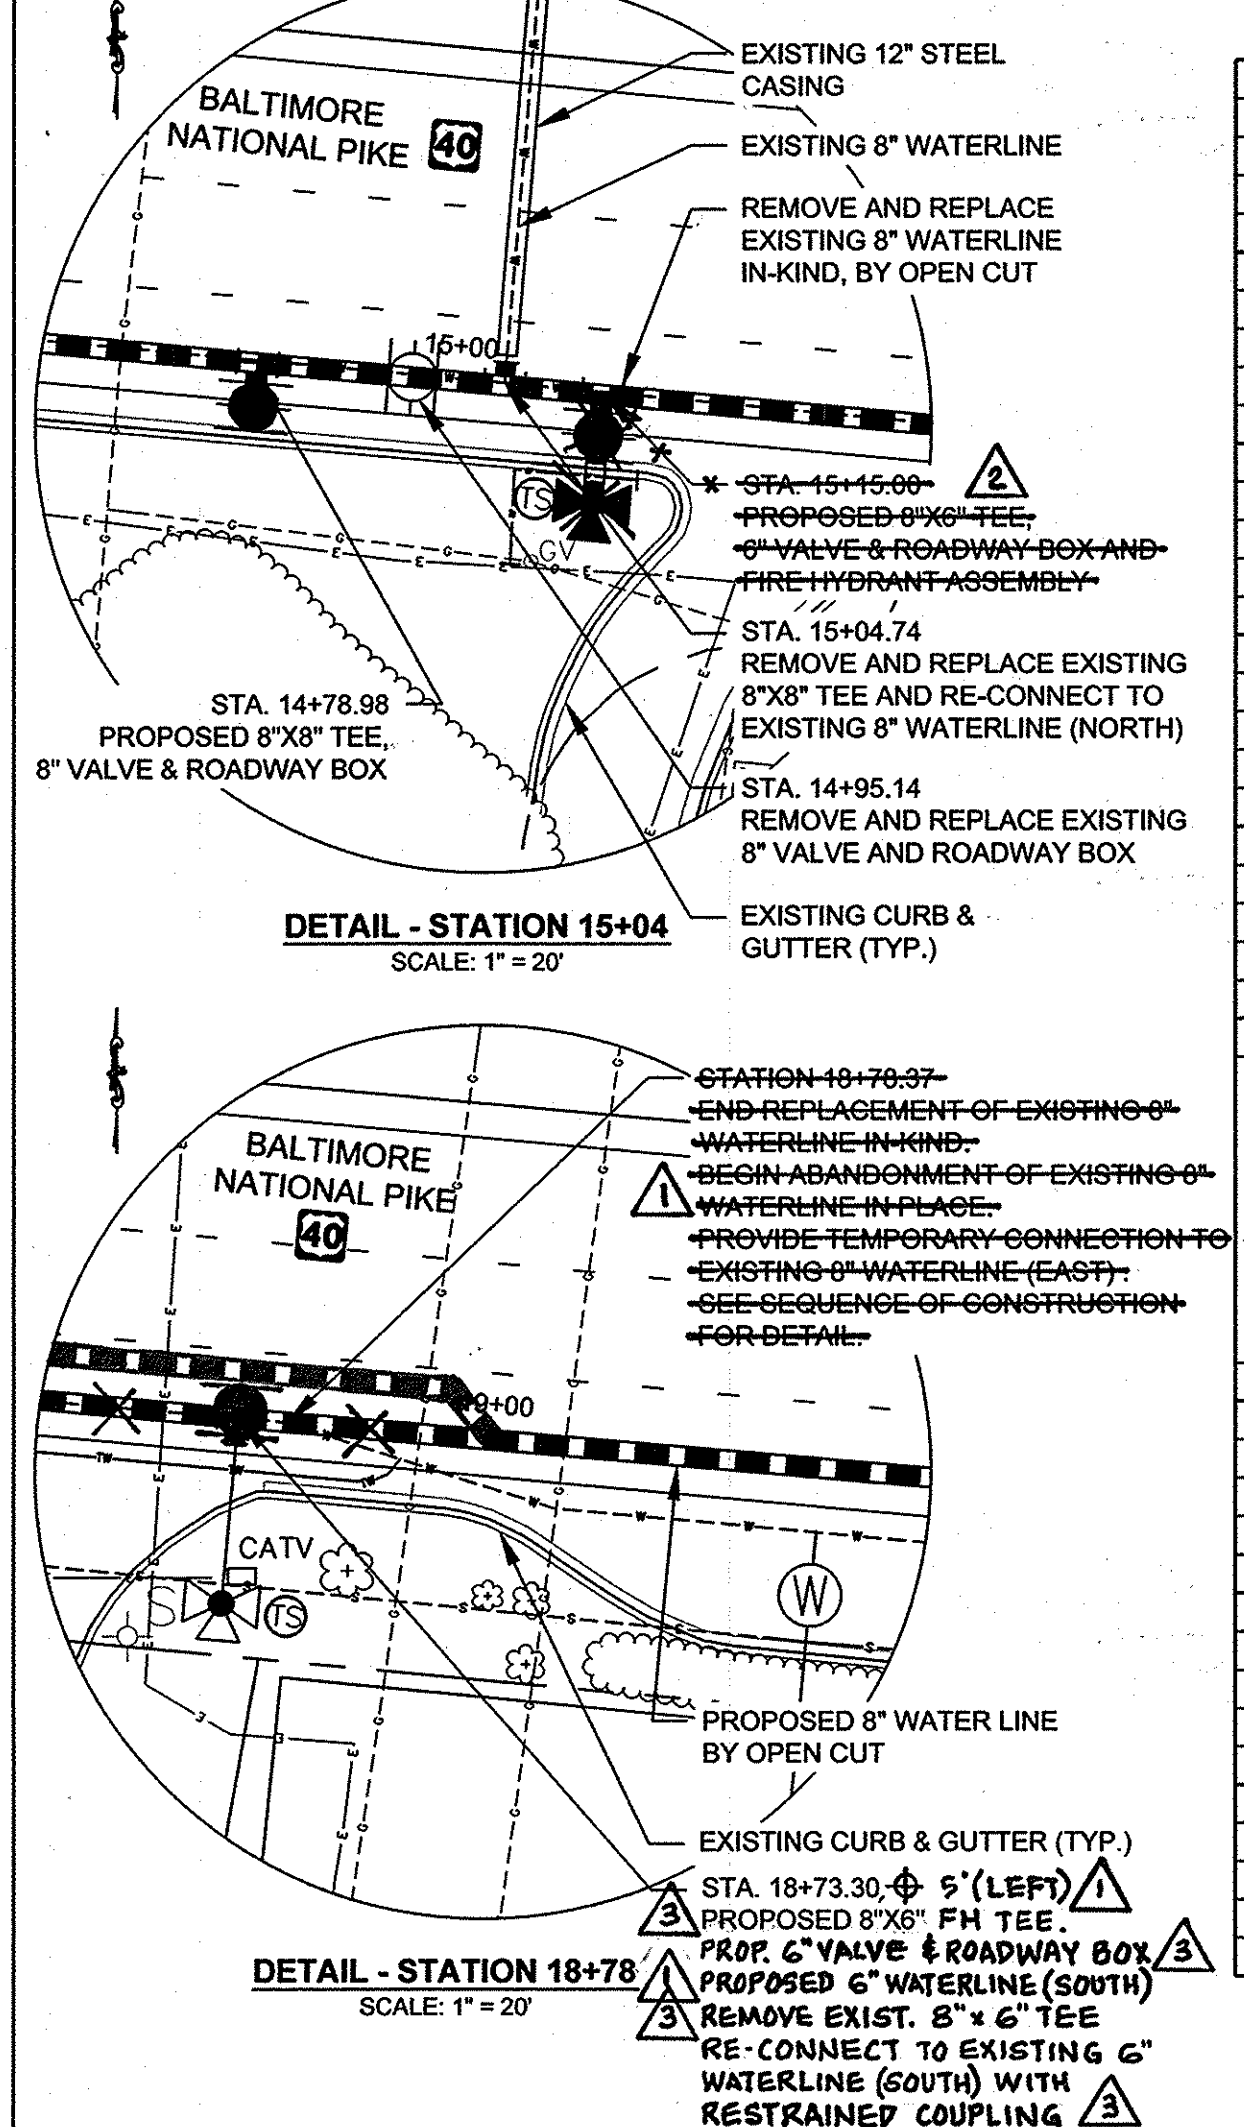 EXISTING 12" STEEL
CASING
BALTIMORE
NATIONAL PIKE 40
EXISTING 8" WATERLINE
REMOVE AND REPLACE
EXISTING 8" WATERLINE
IN-KIND, BY OPEN CUT
15+00
TS
GV
2
STA. 15+15.00
PROPOSED 8"X6" TEE,
6" VALVE & ROADWAY BOX AND
FIRE HYDRANT ASSEMBLY
STA. 15+04.74
REMOVE AND REPLACE EXISTING
8"X8" TEE AND RE-CONNECT TO
EXISTING 8" WATERLINE (NORTH)
STA. 14+78.98
PROPOSED 8"X8" TEE,
8" VALVE & ROADWAY BOX
STA. 14+95.14
REMOVE AND REPLACE EXISTING
8" VALVE AND ROADWAY BOX
EXISTING CURB &
GUTTER (TYP.)
DETAIL - STATION 15+04
SCALE: 1" = 20'
STATION 18+78.37
END REPLACEMENT OF EXISTING 8"
WATERLINE IN-KIND.
1 BEGIN ABANDONMENT OF EXISTING 8"
WATERLINE IN PLACE.
PROVIDE TEMPORARY CONNECTION TO
EXISTING 8" WATERLINE (EAST).
SEE SEQUENCE OF CONSTRUCTION
FOR DETAIL.
BALTIMORE
NATIONAL PIKE
40
CATV
S
TS
W
PROPOSED 8" WATER LINE
BY OPEN CUT
EXISTING CURB & GUTTER (TYP.)
STA. 18+73.30, 5' (LEFT) 1
3 PROPOSED 8"X6" FH TEE.
PROP. 6" VALVE & ROADWAY BOX 3
1 PROPOSED 6" WATERLINE (SOUTH)
3 REMOVE EXIST. 8" x 6" TEE
RE-CONNECT TO EXISTING 6"
WATERLINE (SOUTH) WITH
RESTRAINED COUPLING 3
DETAIL - STATION 18+78
SCALE: 1" = 20'